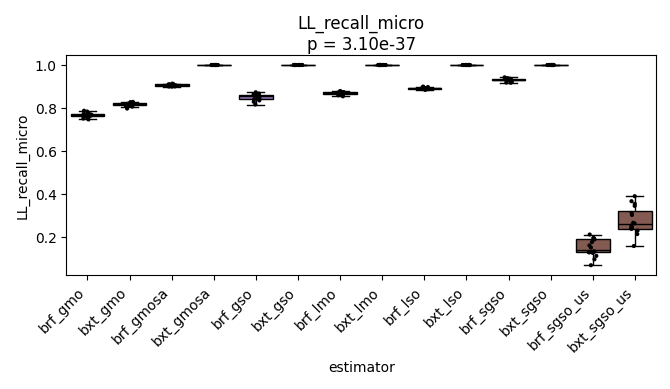 LL_recall_micro
p = 3.10e-37
LL_recall_micro
1.0
0.8
0.6
0.4
0.2
brf_gmo
bxt_gmo
brf_gmosa
bxt_gmosa
brf_gso
bxt_gso
brf_lmo
bxt_lmo
brf_lso
bxt_lso
brf_sgso
bxt_sgso
brf_sgso_us
bxt_sgso_us
estimator